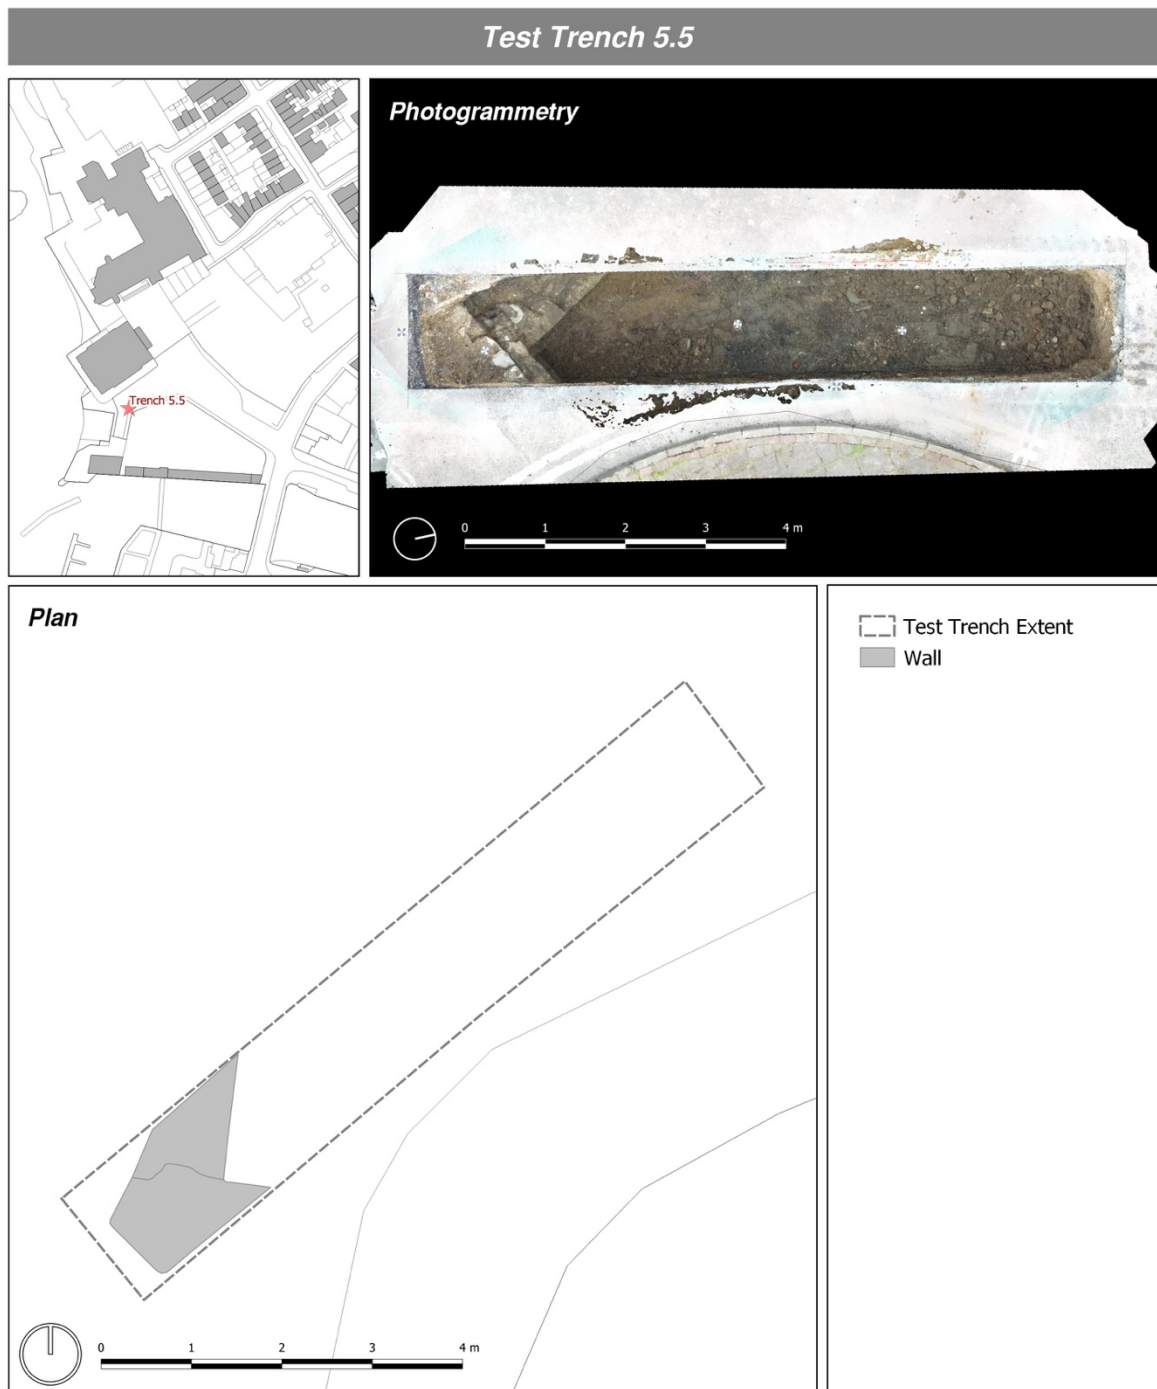 Test Trench 5.5
Trench 5.5
Photogrammetry
0 1 2 3 4 m
Plan
Test Trench Extent
Wall
0 1 2 3 4 m